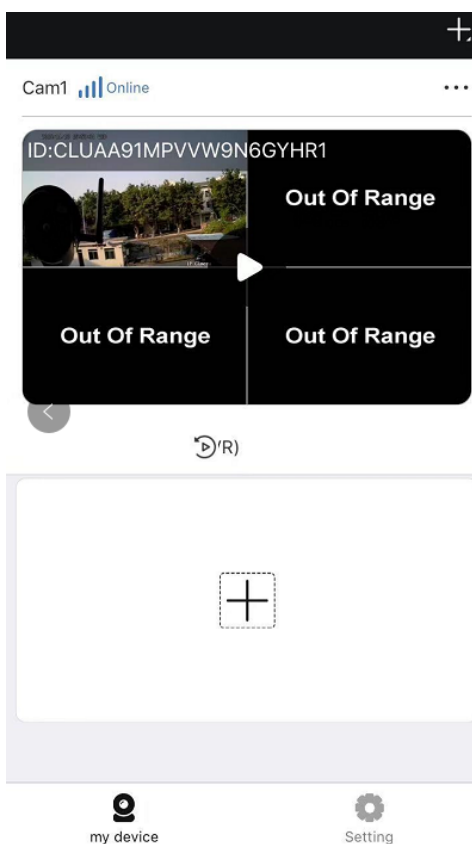 Cam1 Online
ID:CLUAA91MPVVW9N6GYHR1
Out Of Range
Out Of Range Out Of Range
'R)
my device Setting